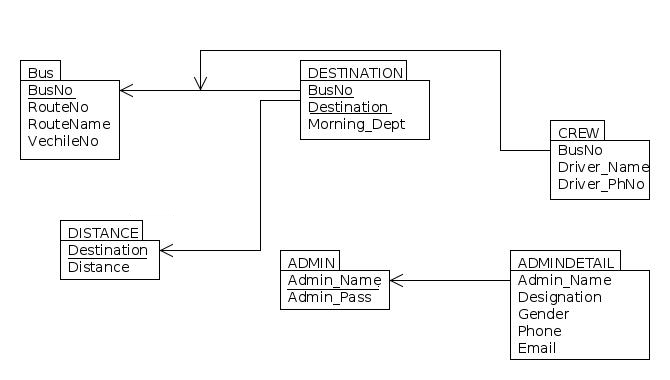 Bus
BusNo
RouteNo
RouteName
VechileNo
DESTINATION
BusNo
Destination
Morning_Dept
CREW
BusNo
Driver_Name
Driver_PhNo
DISTANCE
Destination
Distance
ADMIN
Admin_Name
Admin_Pass
ADMINDETAIL
Admin_Name
Designation
Gender
Phone
Email